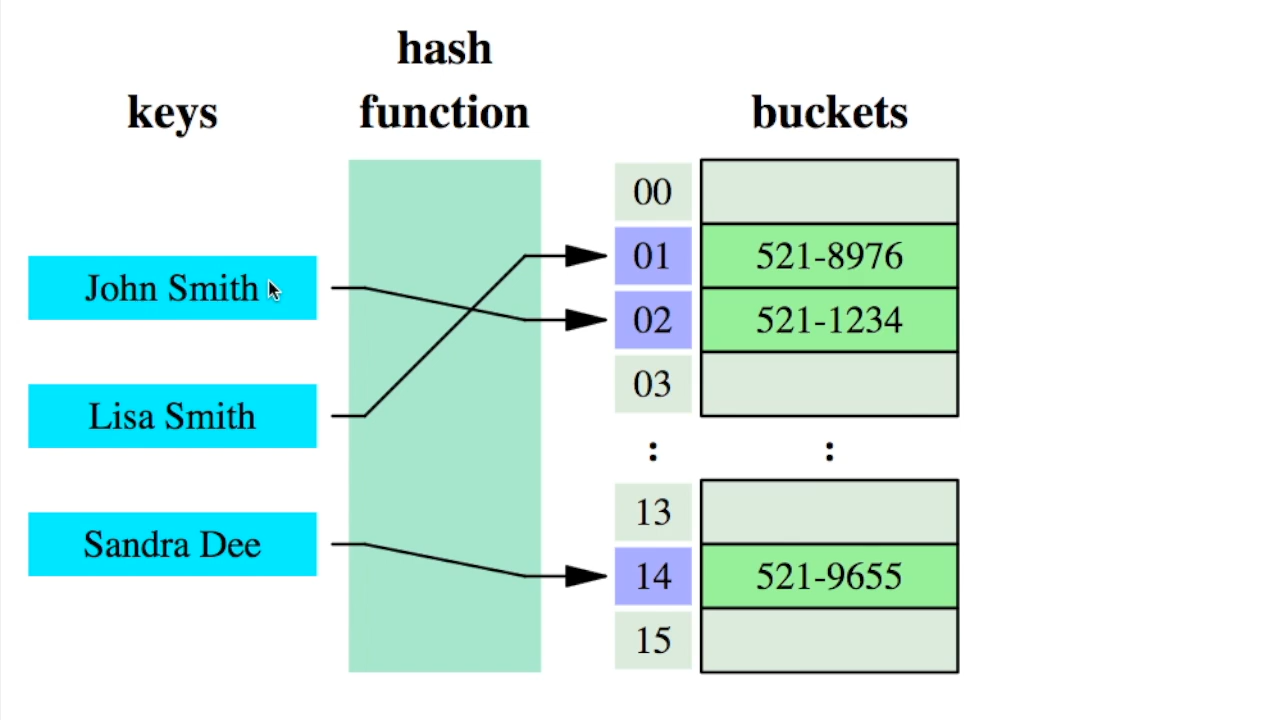 hash
keys function buckets
00
01 521-8976
John Smith
02 521-1234
03
Lisa Smith
: :
13
Sandra Dee
14 521-9655
15